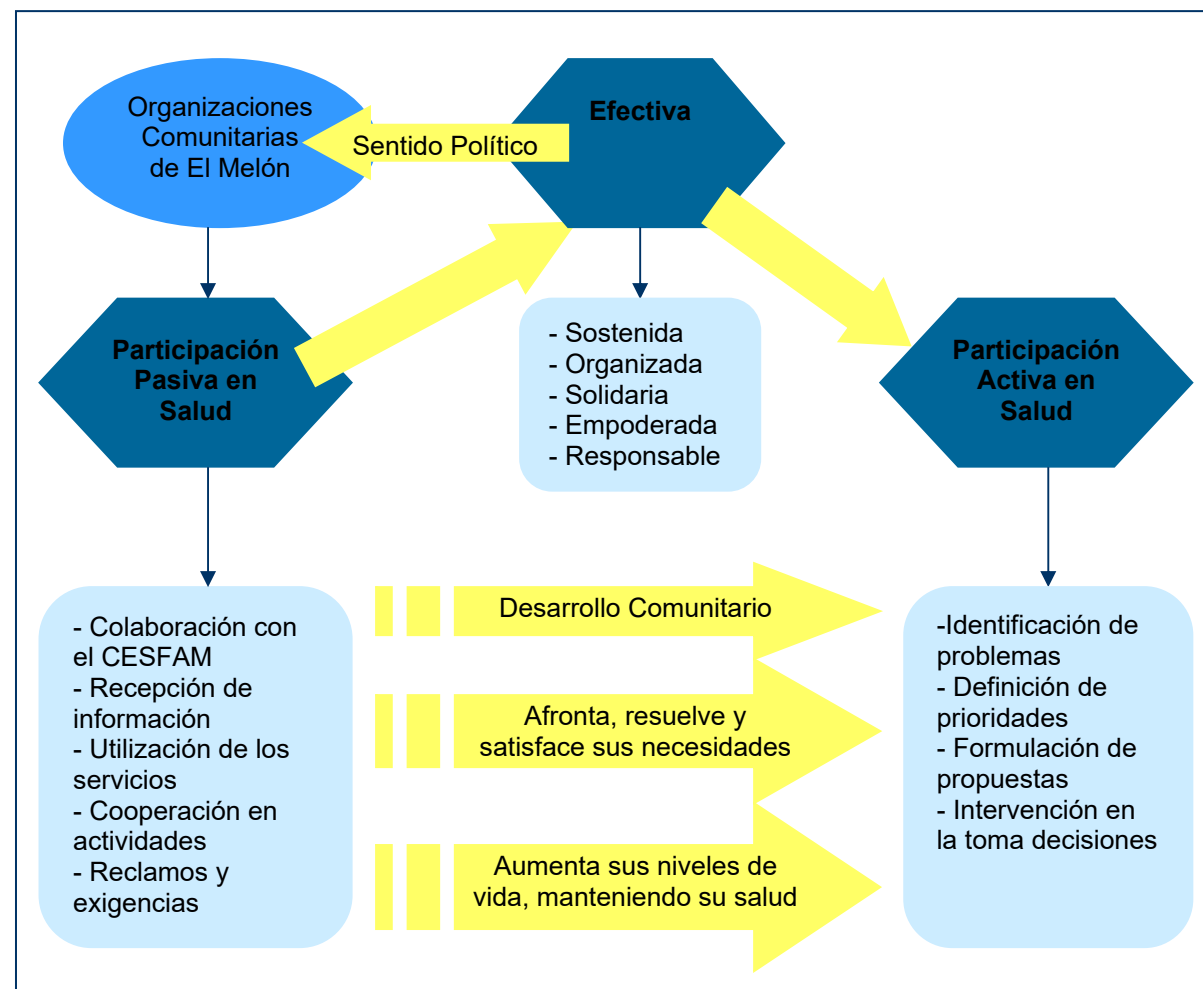 Organizaciones
Comunitarias
de El Melón
Sentido Político
Efectiva
Participación
Pasiva en
Salud
- Sostenida
- Organizada
- Solidaria
- Empoderada
- Responsable
Participación
Activa en
Salud
- Colaboración con
el CESFAM
- Recepción de
información
- Utilización de los
servicios
- Cooperación en
actividades
- Reclamos y
exigencias
Desarrollo Comunitario
Afronta, resuelve y
satisface sus necesidades
Aumenta sus niveles de
vida, manteniendo su salud
-Identificación de
problemas
- Definición de
prioridades
- Formulación de
propuestas
- Intervención en
la toma decisiones